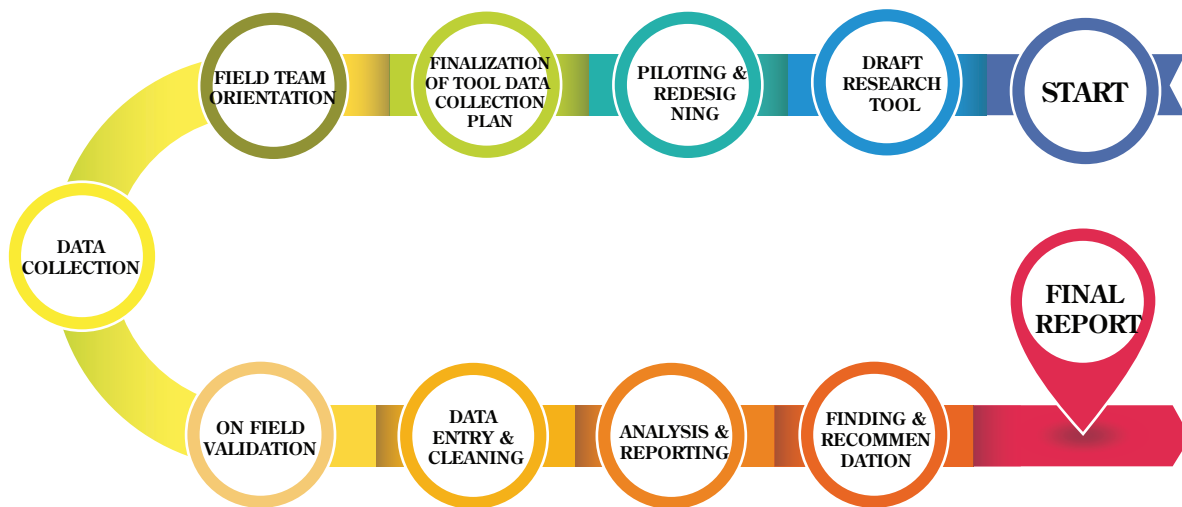 START
DRAFT
RESEARCH
TOOL
PILOTING &
REDESIG
NING
FINALIZATION
OF TOOL DATA
COLLECTION
PLAN
FIELD TEAM
ORIENTATION
DATA
COLLECTION
ON FIELD
VALIDATION
DATA
ENTRY &
CLEANING
ANALYSIS &
REPORTING
FINDING &
RECOMMEN
DATION
FINAL
REPORT